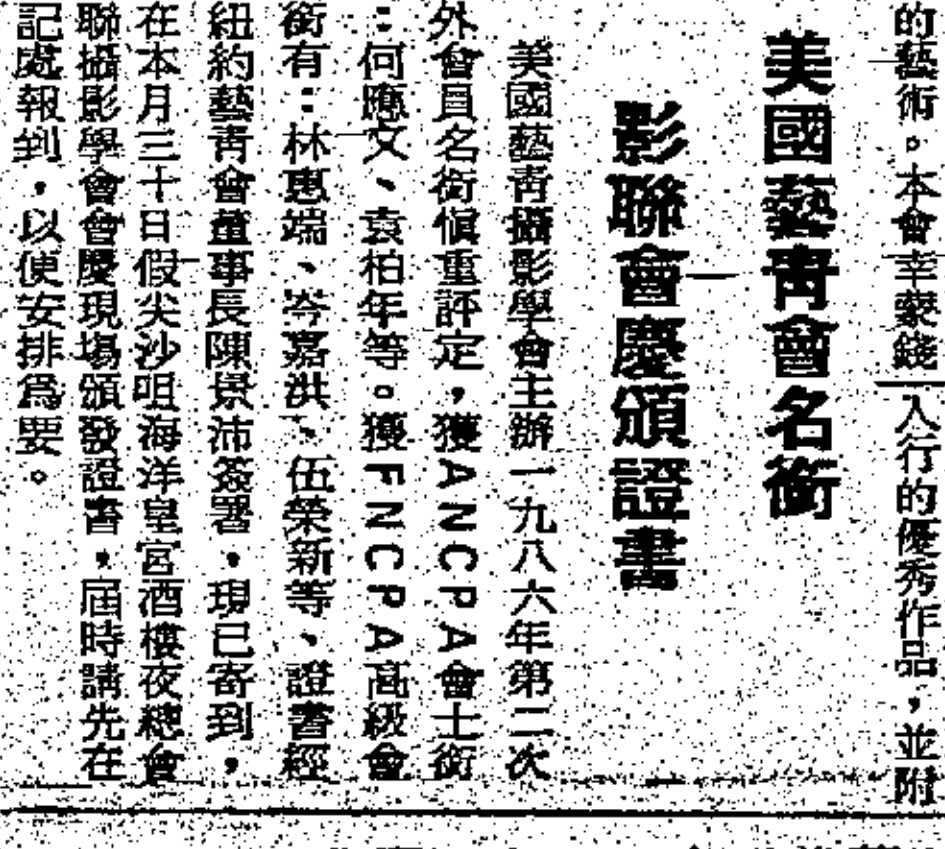 的藝術。本會幸蒙錢
入行的優秀作品，並附
美國藝青會名銜
影聯會慶頒證書
美國藝青攝影學會主辦一九八六年第二次
外會員名銜愼重評定，獲ＡＮＣＰＡ會士銜
：何應文、袁柏年等。獲ＦＮＣＰＡ高級會
銜有：林惠端、岑嘉洪、伍榮新等、證書經
紐約藝青會董事長陳景沛簽署，現已寄到，
在本月三十日假尖沙咀海洋皇宮酒樓夜總會
聯攝影學會會慶現場頒發證書，屆時請先在
記處報到，以便安排爲要。